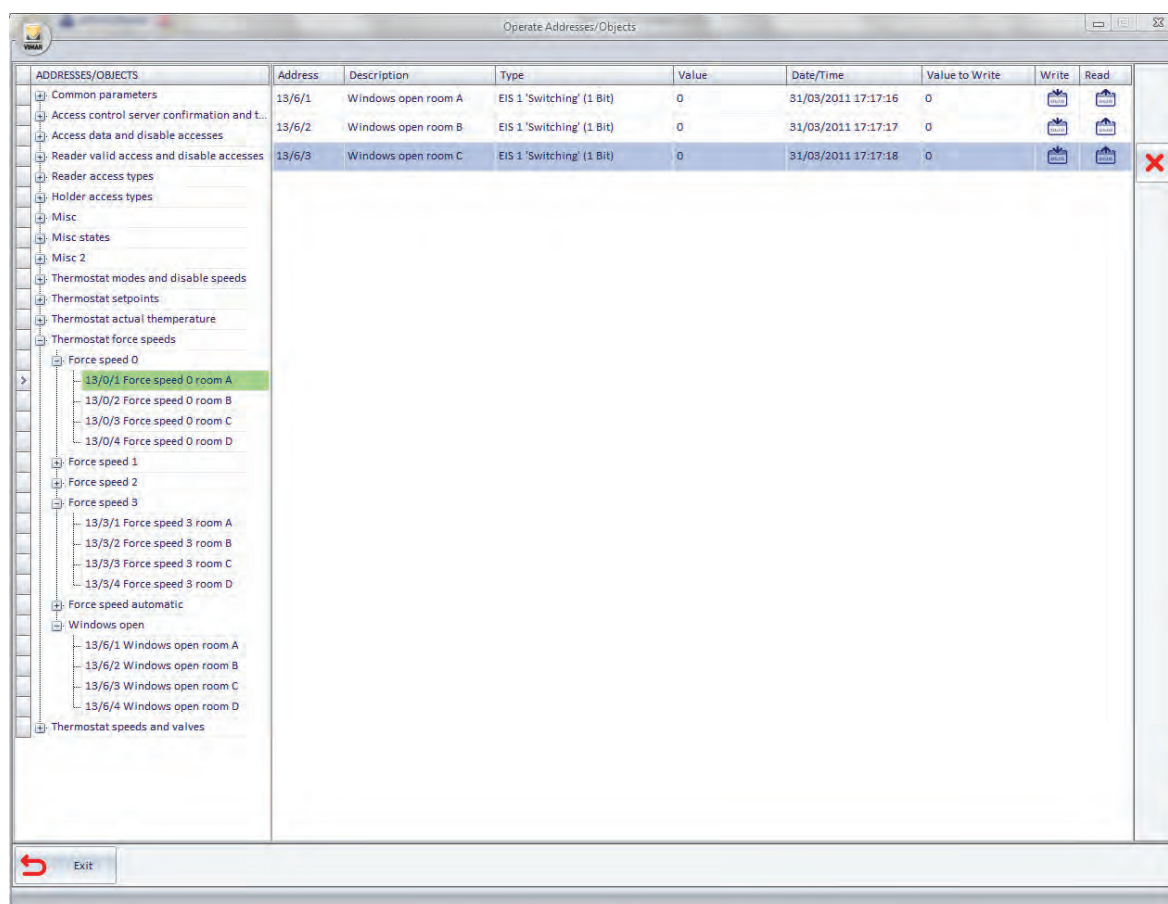 Operate Addresses/Objects
VIMAR
ADDRESSES/OBJECTS
Address Description Type Value Date/Time Value to Write Write Read
Common parameters
Access control server confirmation and t...
Access data and disable accesses
Reader valid access and disable accesses
Reader access types
Holder access types
Misc
Misc states
Misc 2
Thermostat modes and disable speeds
Thermostat setpoints
Thermostat actual themperature
Thermostat force speeds
Force speed 0
13/0/1 Force speed 0 room A
13/0/2 Force speed 0 room B
13/0/3 Force speed 0 room C
13/0/4 Force speed 0 room D
Force speed 1
Force speed 2
Force speed 3
13/3/1 Force speed 3 room A
13/3/2 Force speed 3 room B
13/3/3 Force speed 3 room C
13/3/4 Force speed 3 room D
Force speed automatic
Windows open
13/6/1 Windows open room A
13/6/2 Windows open room B
13/6/3 Windows open room C
13/6/4 Windows open room D
Thermostat speeds and valves
13/6/1 Windows open room A EIS 1 'Switching' (1 Bit) 0 31/03/2011 17:17:16 0
13/6/2 Windows open room B EIS 1 'Switching' (1 Bit) 0 31/03/2011 17:17:17 0
13/6/3 Windows open room C EIS 1 'Switching' (1 Bit) 0 31/03/2011 17:17:18 0
Exit